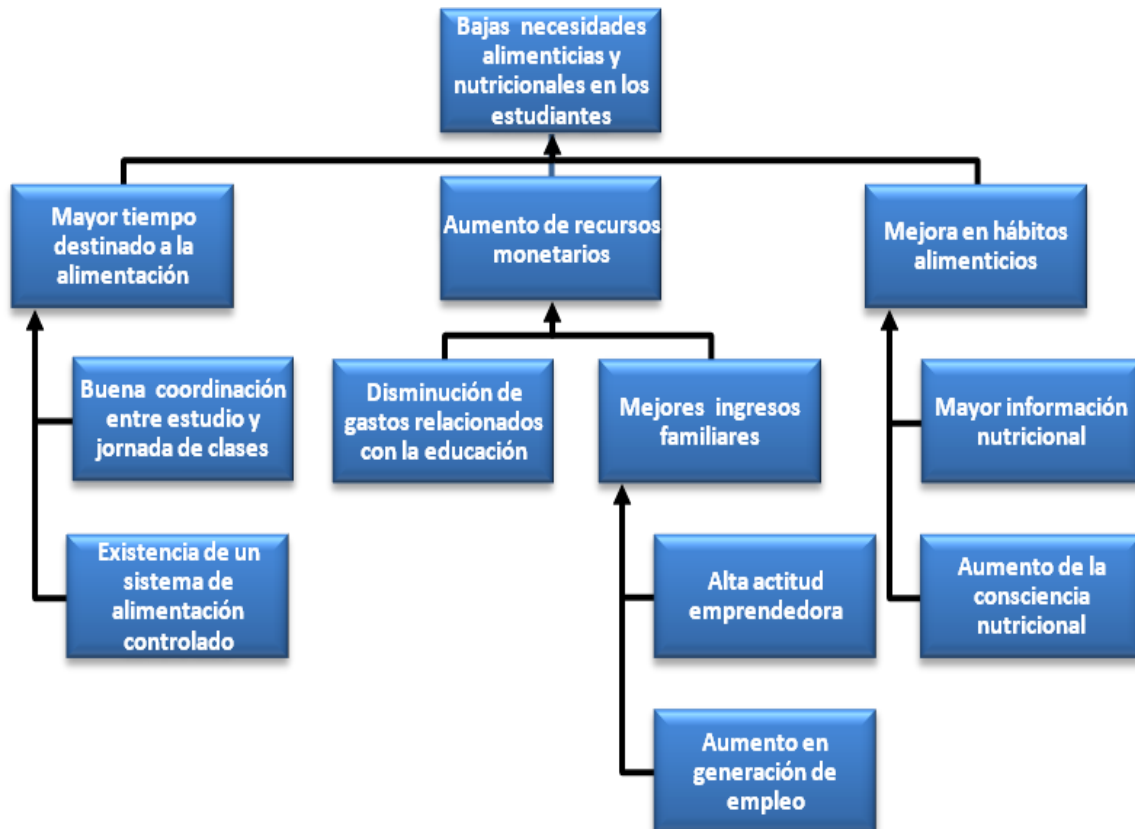 Bajas necesidades
alimenticias y
nutricionales en los
estudiantes
Mayor tiempo
destinado a la
alimentación
Aumento de recursos
monetarios
Mejora en hábitos
alimenticios
Buena coordinación
entre estudio y
jornada de clases
Disminución de
gastos relacionados
con la educación
Mejores ingresos
familiares
Mayor información
nutricional
Existencia de un
sistema de
alimentación
controlado
Alta actitud
emprendedora
Aumento de la
consciencia
nutricional
Aumento en
generación de
empleo